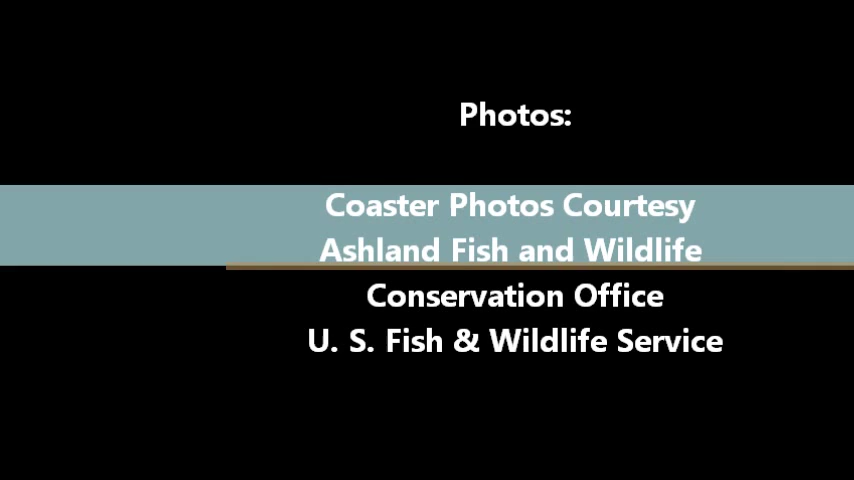 Photos:
Coaster Photos Courtesy
Ashland Fish and Wildlife
Conservation Office
U. S. Fish & Wildlife Service